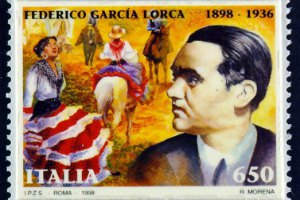 FEDERICO GARCÍA LORCA 1898 - 1936
ITALIA 650
I.P.Z.S. - ROMA - 1998 R. MORENA